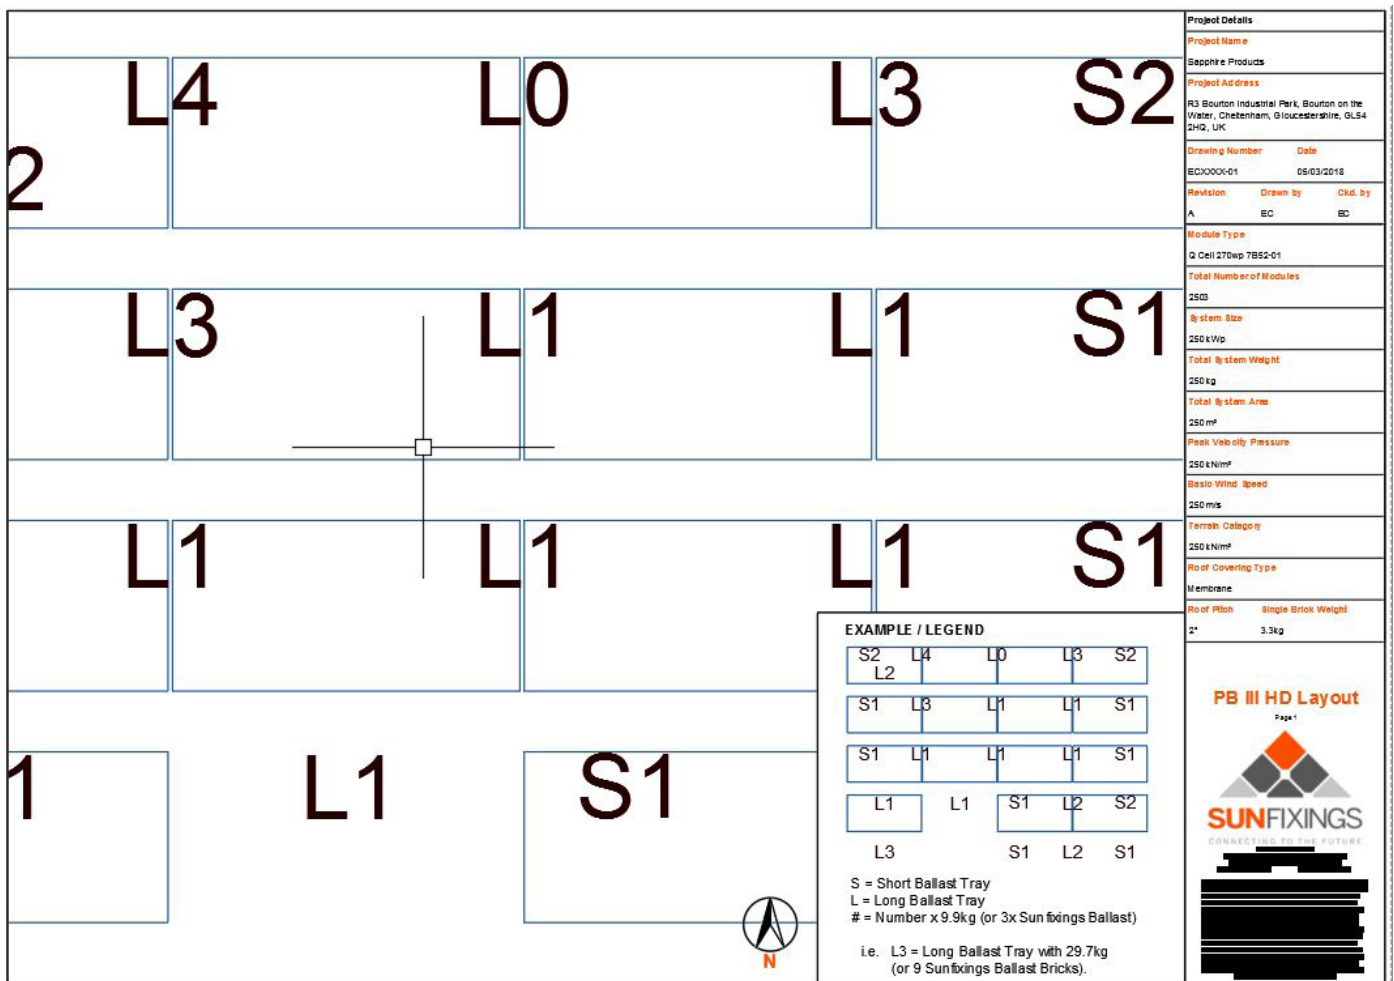 L4 L0 L3 S2
2
L3 L1 L1 S1
L1 L1 L1 S1
1 L1 S1
N
EXAMPLE / LEGEND
S2 L4 L0 L3 S2
L2
S1 L3 L1 L1 S1
S1 L1 L1 L1 S1
L1 L1 S1 L2 S2
L3 S1 L2 S1
S = Short Ballast Tray
L = Long Ballast Tray
# = Number x 9.9kg (or 3x Sunfixings Ballast)
i.e. L3 = Long Ballast Tray with 29.7kg
(or 9 Sunfixings Ballast Bricks).
Project Details
Project Name
Sapphire Products
Project Address
R3 Bourton Industrial Park, Bourton on the
Water, Cheltenham, Gloucestershire, GL54
2HQ, UK
Drawing Number Date
ECXXXX-01 05/03/2018
Revision Drawn by Ckd. by
A EC EC
Module Type
Q Cell 270wp 7BS2-01
Total Number of Modules
2503
System Size
250 kWp
Total System Weight
250 kg
Total System Area
250 m²
Peak Velocity Pressure
250 kN/m²
Basic Wind Speed
250 m/s
Terrain Category
250 kN/m²
Roof Covering Type
Membrane
Roof Pitch Single Brick Weight
2° 3.3kg
PB III HD Layout
Page 1
SUNFIXINGS
CONNECTING TO THE FUTURE